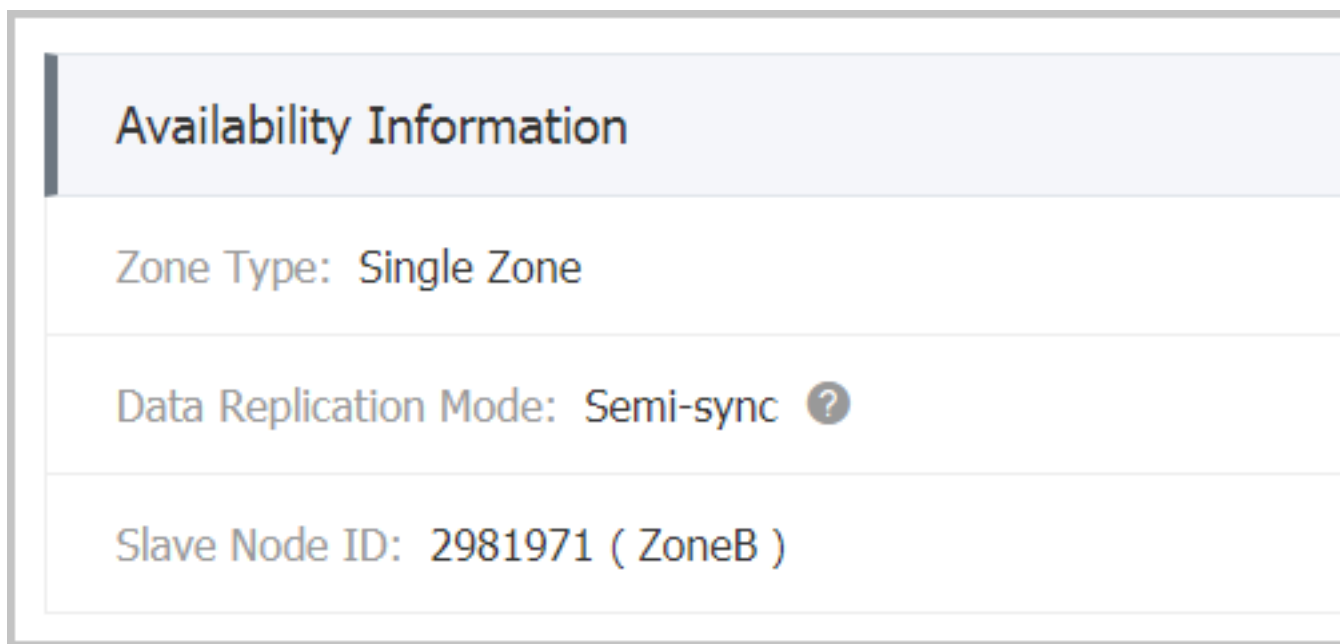 Availability Information
Zone Type: Single Zone
Data Replication Mode: Semi-sync ?
Slave Node ID: 2981971 ( ZoneB )